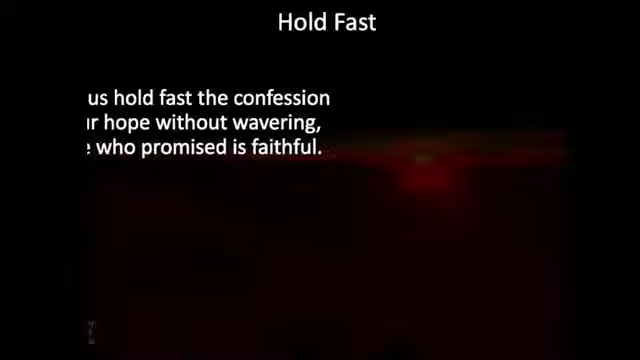 Hold Fast
us hold fast the confession
hope without wavering,
who promised is faithful.